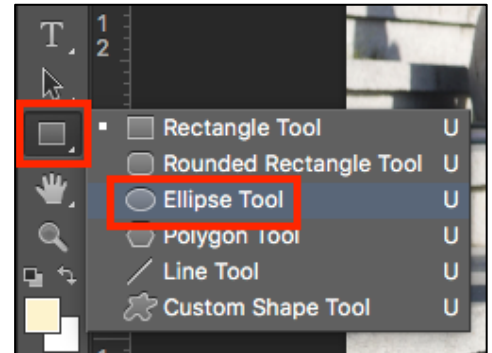 T
1
2
Rectangle Tool U
Rounded Rectangle Tool U
Ellipse Tool U
Polygon Tool U
Line Tool U
Custom Shape Tool U